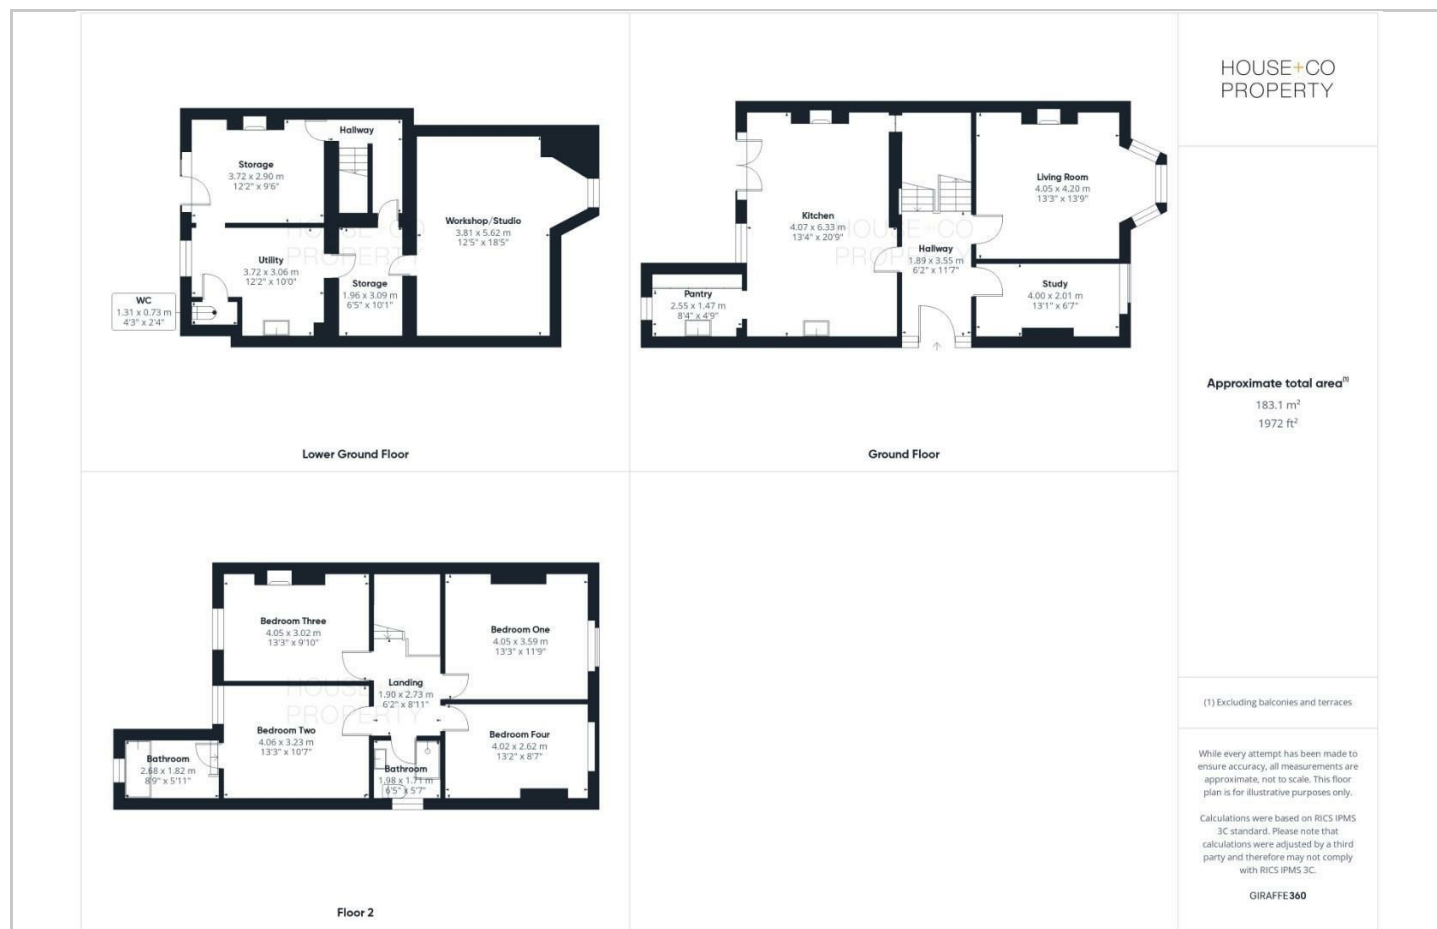 Hallway
Storage
3.72 x 2.90 m
12'2" x 9'6"
Workshop/Studio
3.81 x 5.62 m
12'5" x 18'5"
Utility
3.72 x 3.06 m
12'2" x 10'0"
Storage
1.96 x 3.09 m
6'5" x 10'1"
WC
1.31 x 0.73 m
4'3" x 2'4"
HOUSE+CO
PROPERTY
Lower Ground Floor
Living Room
4.05 x 4.20 m
13'3" x 13'9"
Kitchen
4.07 x 6.33 m
13'4" x 20'9"
Hallway
1.89 x 3.55 m
6'2" x 11'7"
Study
4.00 x 2.01 m
13'1" x 6'7"
Pantry
2.55 x 1.47 m
8'4" x 4'9"
HOUSE+CO
PROPERTY
Ground Floor
Bedroom Three
4.05 x 3.02 m
13'3" x 9'10"
Bedroom One
4.05 x 3.59 m
13'3" x 11'9"
Landing
1.90 x 2.73 m
6'2" x 8'11"
Bedroom Two
4.06 x 3.23 m
13'3" x 10'7"
Bedroom Four
4.02 x 2.62 m
13'2" x 8'7"
Bathroom
2.68 x 1.82 m
8'9" x 5'11"
Bathroom
1.98 x 1.71 m
6'5" x 5'7"
HOUSE+CO
PROPERTY
Floor 2
HOUSE+CO
PROPERTY
Approximate total area(1)
183.1 m²
1972 ft²
(1) Excluding balconies and terraces
While every attempt has been made to
ensure accuracy, all measurements are
approximate, not to scale. This floor
plan is for illustrative purposes only.
Calculations were based on RICS IPMS
3C standard. Please note that
calculations were adjusted by a third
party and therefore may not comply
with RICS IPMS 3C.
GIRAFFE360